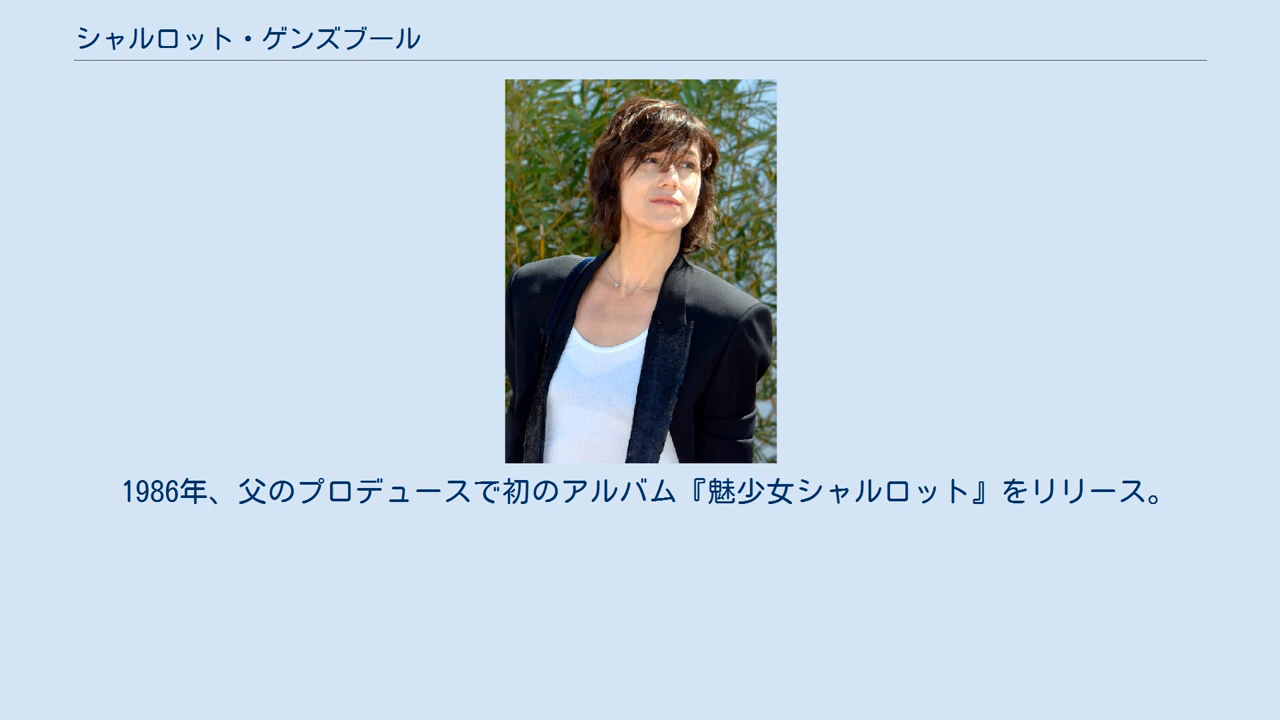 シャルロット・ゲンズブール
1986年、父のプロデュースで初のアルバム『魅少女シャルロット』をリリース。